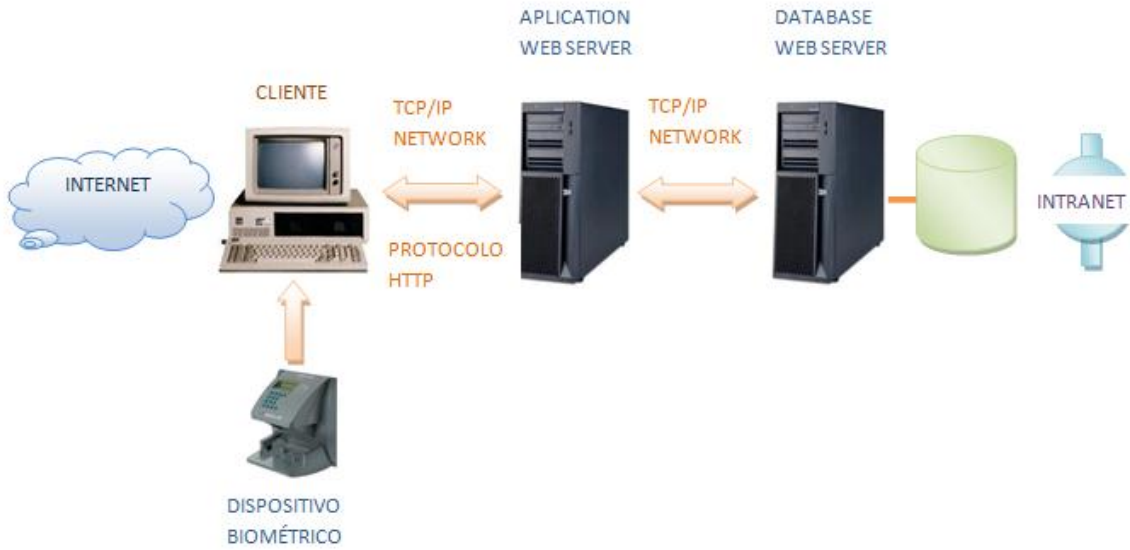 APLICATION
WEB SERVER
DATABASE
WEB SERVER
CLIENTE
TCP/IP
NETWORK
TCP/IP
NETWORK
INTERNET
INTRANET
PROTOCOLO
HTTP
DISPOSITIVO
BIOMÉTRICO